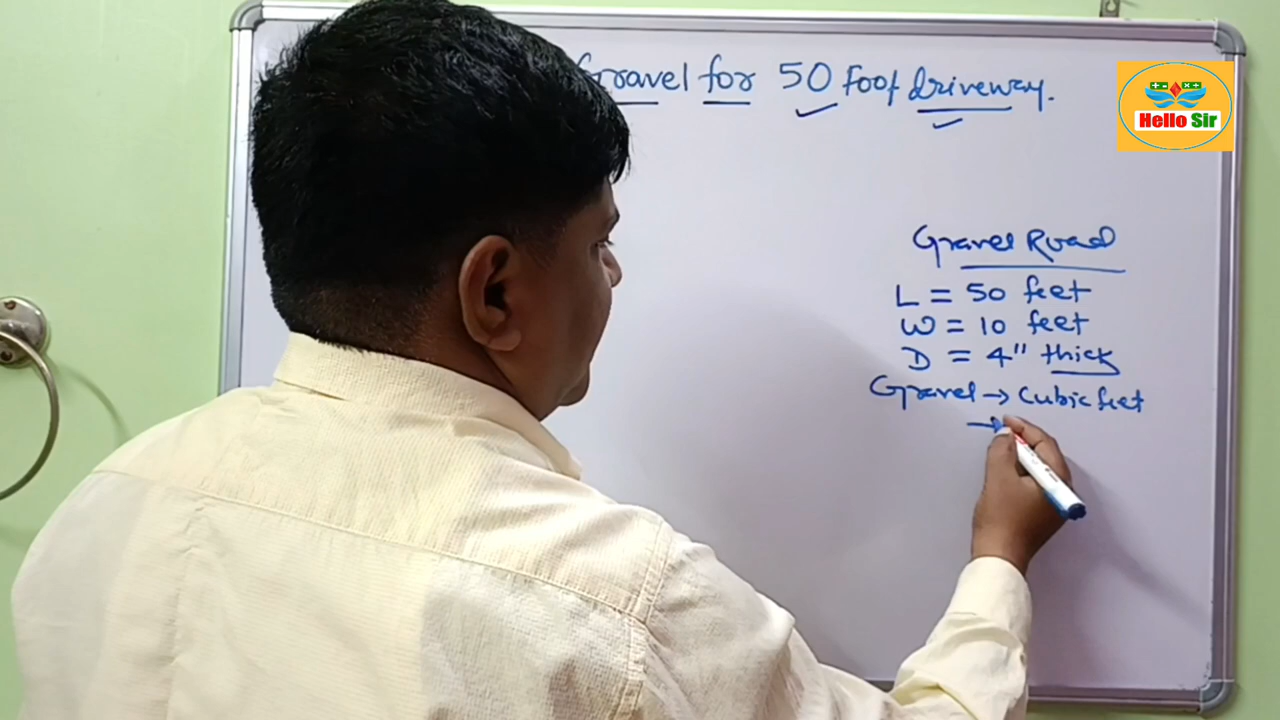 Gravel for 50 Foot driveway.
Hello Sir
Gravel Road
L = 50 feet
W = 10 feet
D = 4" thick
Gravel → Cubic feet
→